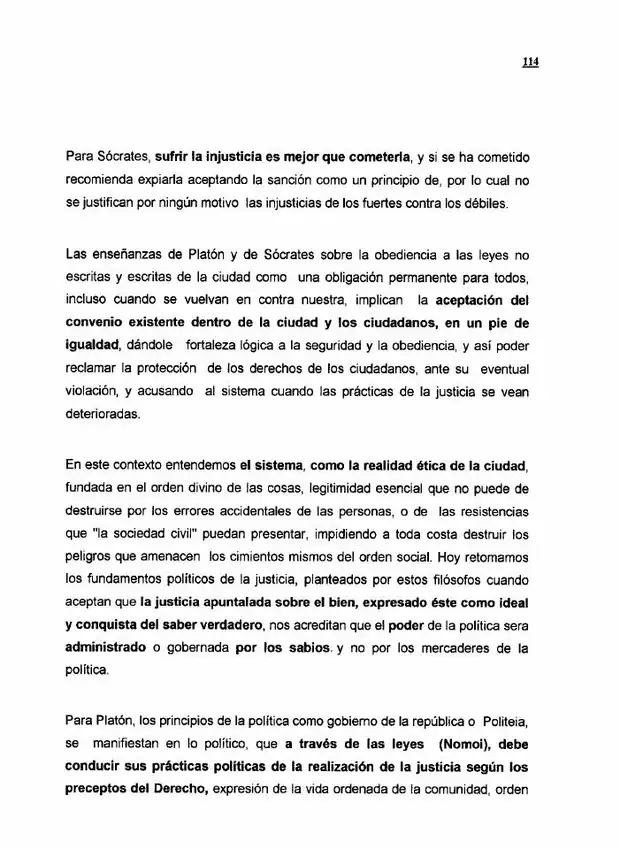 114
Para Sócrates, sufrir la injusticia es mejor que cometerla, y si se ha cometido
recomienda expiarla aceptando la sanción como un principio de, por lo cual no
se justifican por ningún motivo las injusticias de los fuertes contra los débiles.
Las enseñanzas de Platón y de Sócrates sobre la obediencia a las leyes no
escritas y escritas de la ciudad como una obligación permanente para todos,
incluso cuando se vuelvan en contra nuestra, implican la aceptación del
convenio existente dentro de la ciudad y los ciudadanos, en un pie de
igualdad, dándole fortaleza lógica a la seguridad y la obediencia, y así poder
reclamar la protección de los derechos de los ciudadanos, ante su eventual
violación, y acusando al sistema cuando las prácticas de la justicia se vean
deterioradas.
En este contexto entendemos el sistema, como la realidad ética de la ciudad,
fundada en el orden divino de las cosas, legitimidad esencial que no puede de
destruirse por los errores accidentales de las personas, o de las resistencias
que "la sociedad civil" puedan presentar, impidiendo a toda costa destruir los
peligros que amenacen los cimientos mismos del orden social. Hoy retomamos
los fundamentos políticos de la justicia, planteados por estos filósofos cuando
aceptan que la justicia apuntalada sobre el bien, expresado éste como ideal
y conquista del saber verdadero, nos acreditan que el poder de la política sera
administrado o gobernada por los sabios. y no por los mercaderes de la
política.
Para Platón, los principios de la política como gobierno de la república o Politeia,
se manifiestan en lo político, que a través de las leyes (Nomoi), debe
conducir sus prácticas políticas de la realización de la justicia según los
preceptos del Derecho, expresión de la vida ordenada de la comunidad, orden